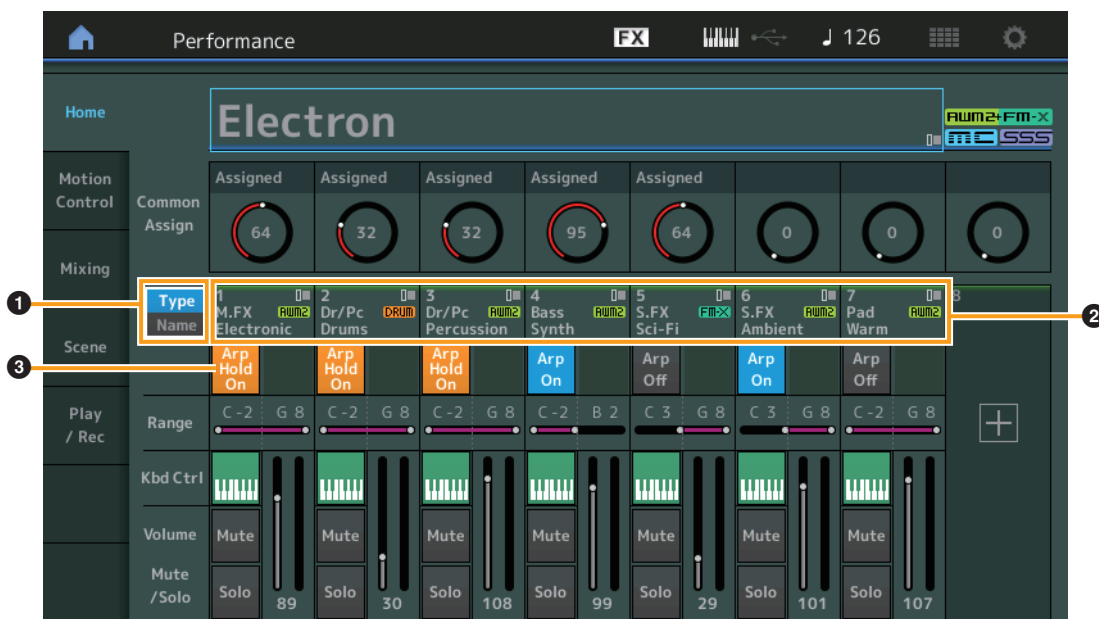 Performance FX 126
Home
Electron
AWM2+FM-X
MC SSS
Motion Control
Common Assign
Assigned Assigned Assigned Assigned Assigned
64 32 32 95 64 0 0 0
Mixing
1 Type Name
1 M.FX AWM2 Electronic
2 Dr/Pc DRUM Drums
3 Dr/Pc AWM2 Percussion
4 Bass AWM2 Synth
5 S.FX FM-X Sci-Fi
6 S.FX AWM2 Ambient
7 Pad AWM2 Warm
8
2
Scene
3 Arp Hold On
Arp Hold On
Arp Hold On
Arp On
Arp Off
Arp On
Arp Off
Play / Rec
Range
C -2 G 8 C -2 G 8 C -2 G 8 C -2 B 2 C 3 G 8 C 3 G 8 C -2 G 8
Kbd Ctrl
Volume
Mute Mute Mute Mute Mute Mute Mute
Mute /Solo
Solo Solo Solo Solo Solo Solo Solo
89 30 108 99 29 101 107